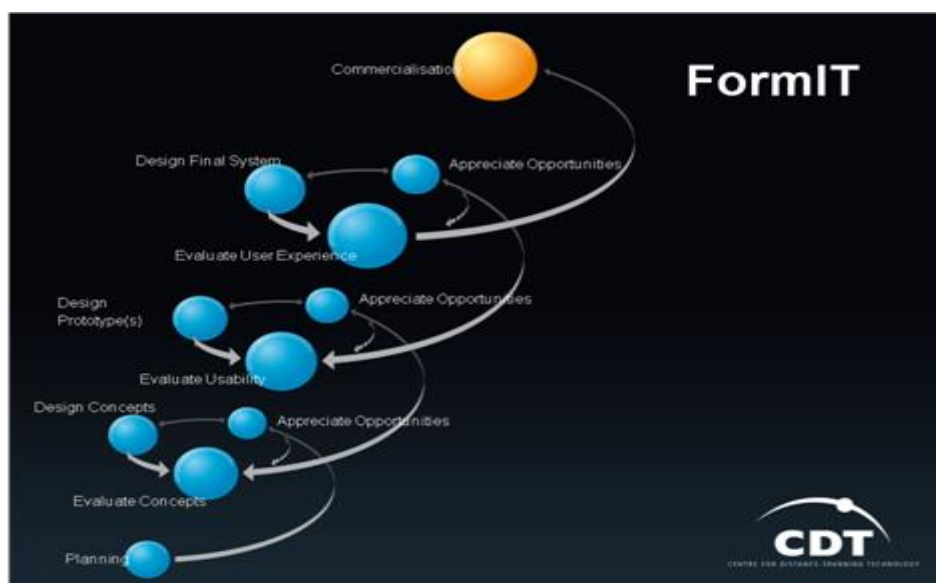 Commercialisation
FormIT
Design Final System
Appreciate Opportunities
Evaluate User Experience
Design
Prototype(s)
Appreciate Opportunities
Evaluate Usability
Design Concepts
Appreciate Opportunities
Evaluate Concepts
Planning
CDT
CENTRE FOR DISTANCE-SPANNING TECHNOLOGY